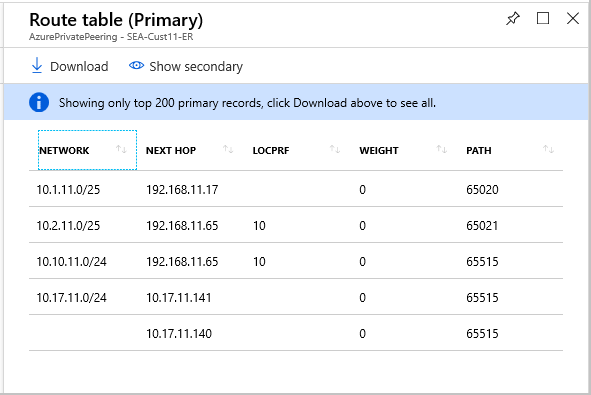 Route table (Primary)
AzurePrivatePeering - SEA-Cust11-ER
Download Show secondary
Showing only top 200 primary records, click Download above to see all.
NETWORK NEXT HOP LOCPRF WEIGHT PATH
10.1.11.0/25 192.168.11.17 0 65020
10.2.11.0/25 192.168.11.65 10 0 65021
10.10.11.0/24 192.168.11.65 10 0 65515
10.17.11.0/24 10.17.11.141 0 65515
10.17.11.140 0 65515